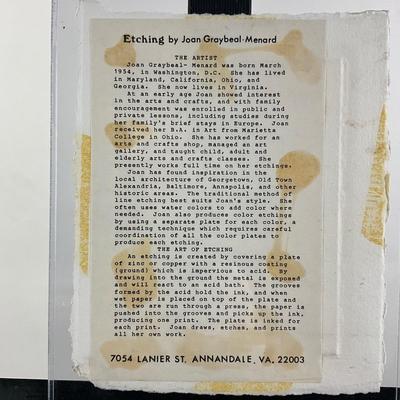 Etching by Joan Graybeal-Menard
THE ARTIST
Joan Graybeal- Menard was born March
1954, in Washington, D.C. She has lived
in Maryland, California, Ohio, and
Georgia. She now lives in Virginia.
At an early age Joan showed interest
in the arts and crafts, and with family
encouragement was enrolled in public and
private lessons, including studies during
her family's brief stays in Europe. Joan
received her B.A. in Art from Marietta
College in Ohio. She has worked for an
arts and crafts shop, managed an art
gallery, and taught child, adult and
elderly arts and crafts classes. She
presently works full time on her etchings.
Joan has found inspiration in the
local architecture of Georgetown, Old Town
Alexandria, Baltimore, Annapolis, and other
historic areas. The traditional method of
line etching best suits Joan's style. She
often uses water colors to add color where
needed. Joan also produces color etchings
by using a separate plate for each color, a
demanding technique which requires careful
coordination of all the color plates to
produce each etching.
THE ART OF ETCHING
An etching is created by covering a plate
of zinc or copper with a resinous coating
(ground) which is impervious to acid. By
drawing into the ground the metal is exposed
and will react to an acid bath. The grooves
formed by the acid hold the ink, and when
wet paper is placed on top of the plate and
the two are run through a press, the paper is
pushed into the grooves and picks up the ink,
producing one print. The plate is inked for
each print. Joan draws, etches, and prints
all her own work.
7054 LANIER ST, ANNANDALE, VA. 22003